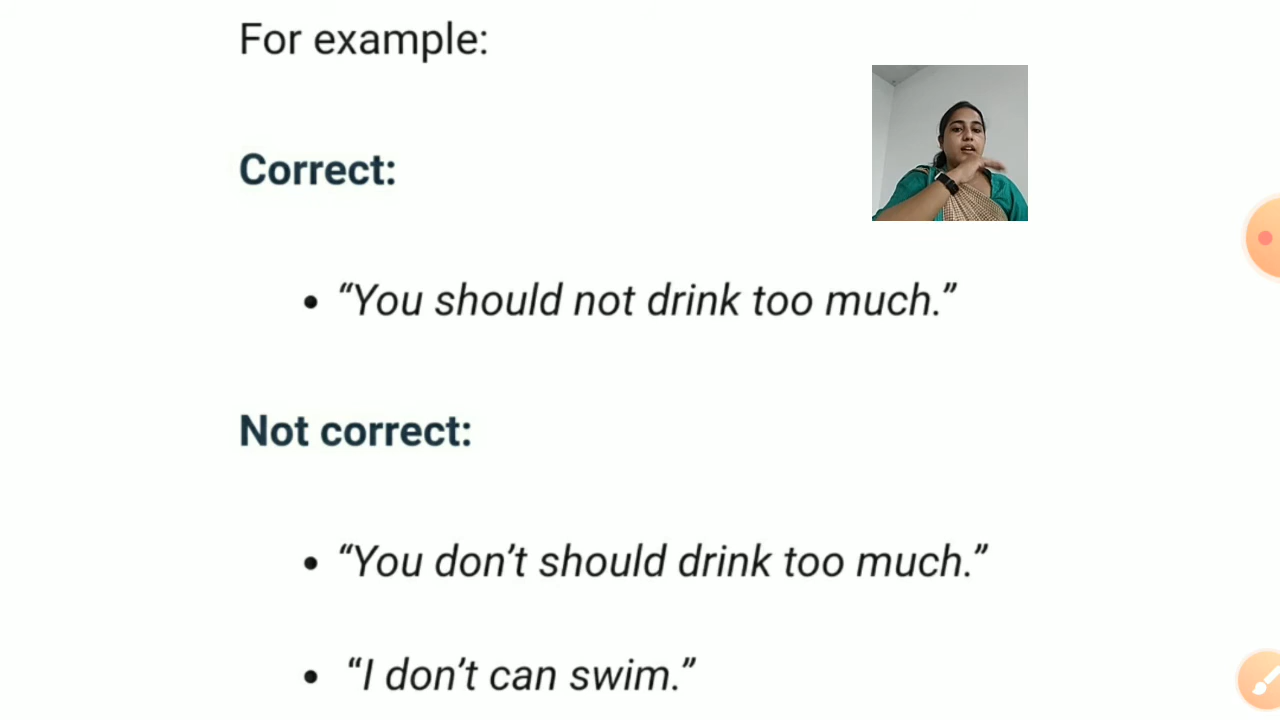 For example:
Correct:
• “You should not drink too much.”
Not correct:
• “You don’t should drink too much.”
• “I don’t can swim.”